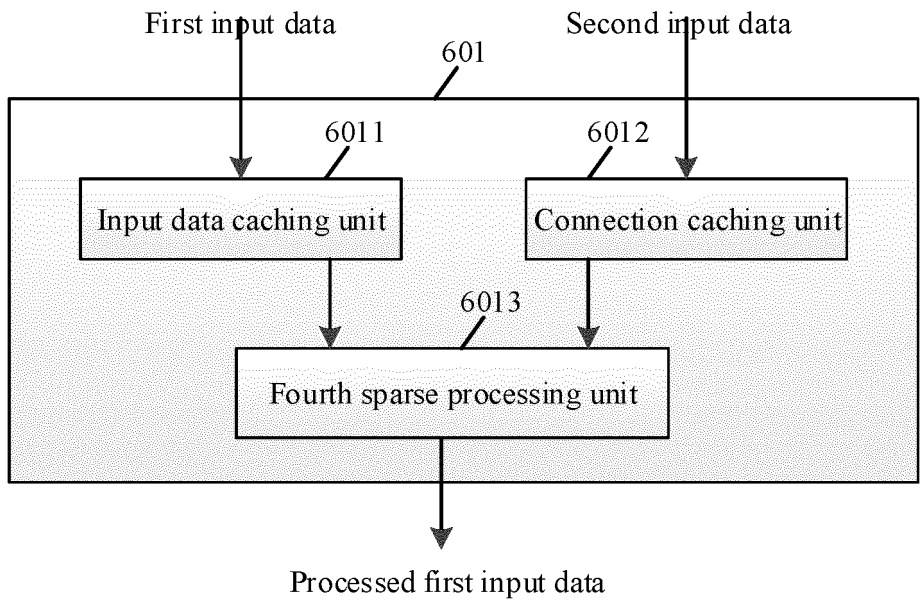 First input data
Second input data
601
6011
6012
Input data caching unit
Connection caching unit
6013
Fourth sparse processing unit
Processed first input data